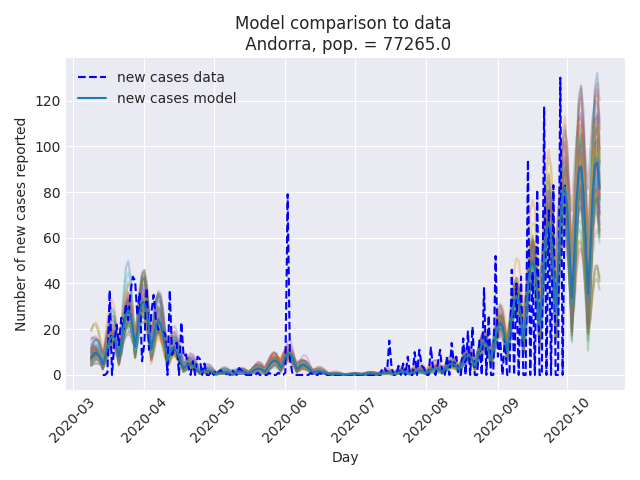 Model comparison to data
Andorra, pop. = 77265.0
new cases data
new cases model
Number of new cases reported
120
100
80
60
40
20
0
2020-03
2020-04
2020-05
2020-06
2020-07
2020-08
2020-09
2020-10
Day